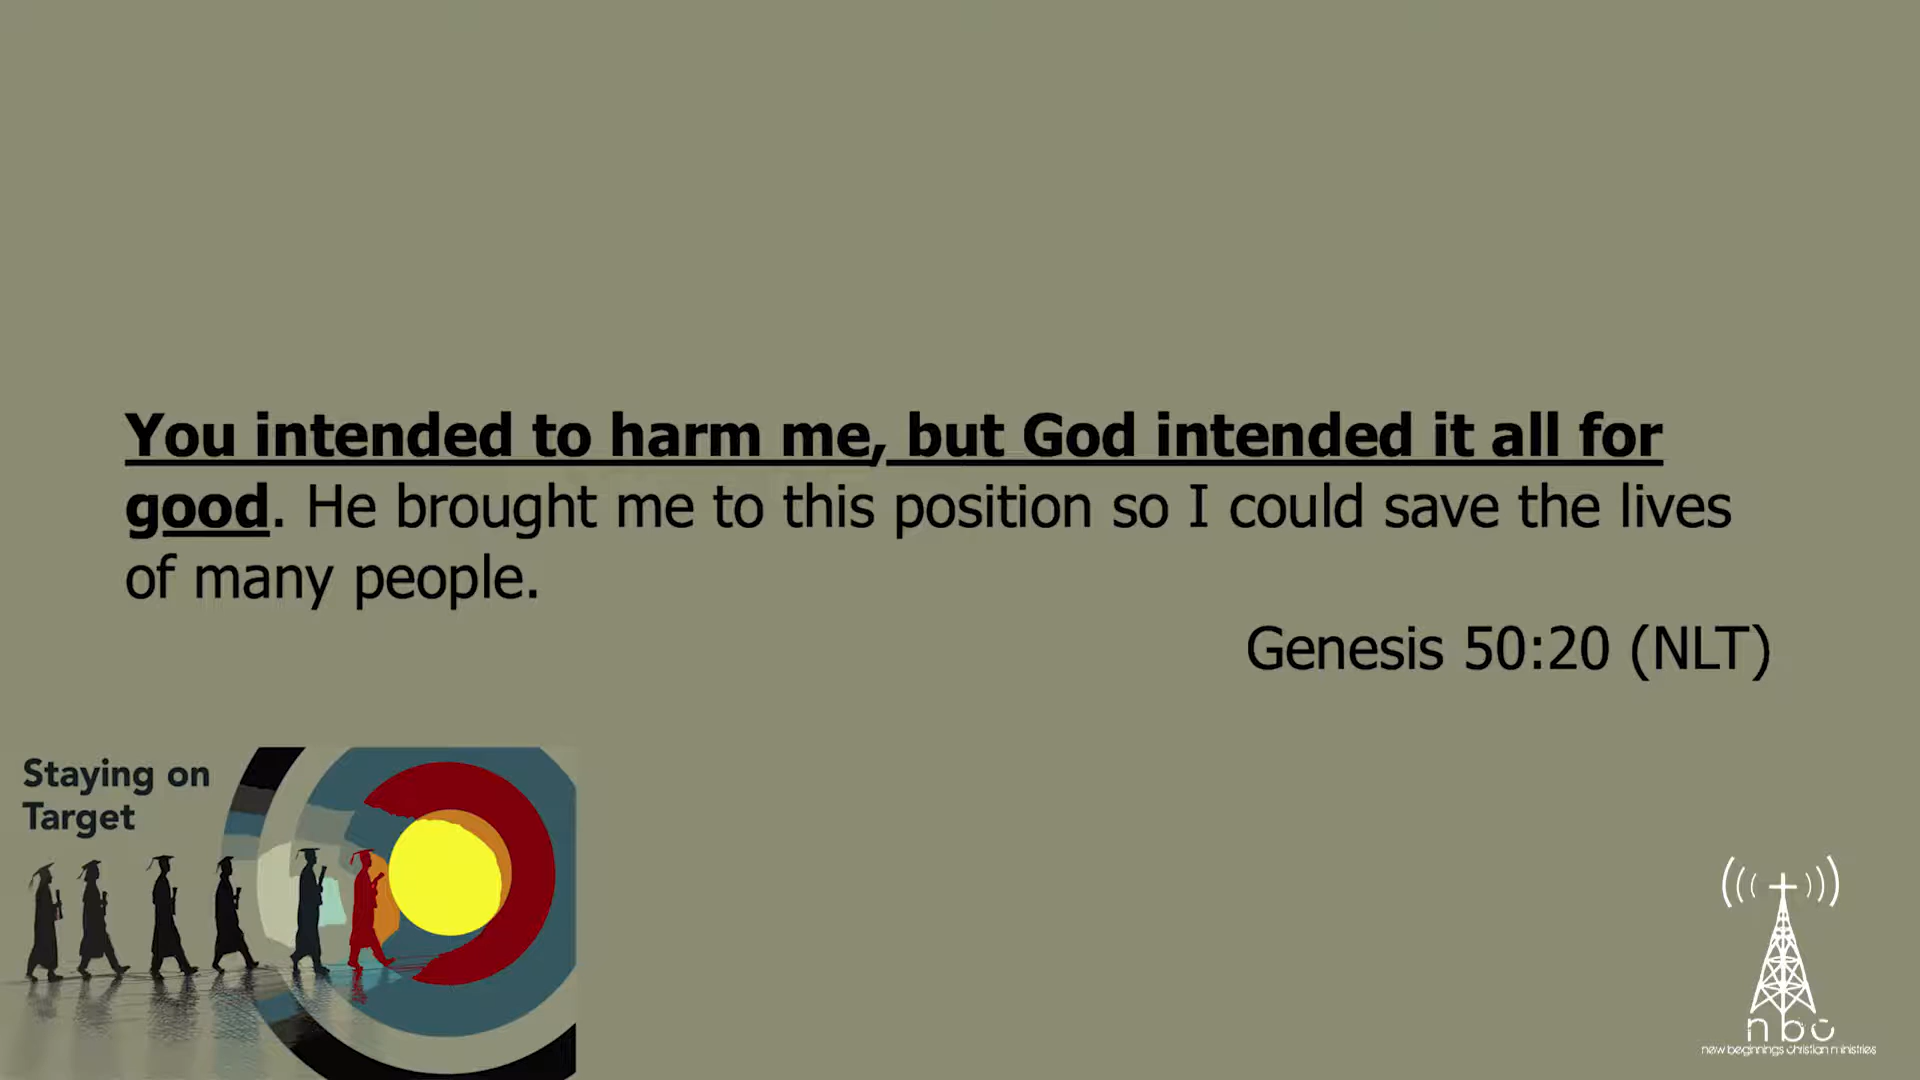 You intended to harm me, but God intended it all for
good. He brought me to this position so I could save the lives
of many people.
Genesis 50:20 (NLT)
Staying on
Target
nbc
new beginnings christian ministries